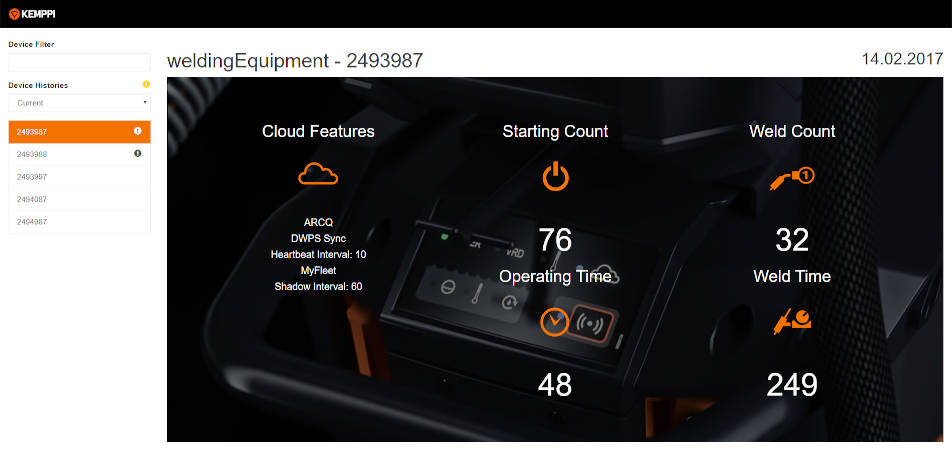 KEMPPI
Device Filter
Device Histories
Current
2493987
2493988
2493997
2494087
2494987
weldingEquipment - 2493987
14.02.2017
Cloud Features
ARCQ
DWPS Sync
Heartbeat Interval: 10
MyFleet
Shadow Interval: 60
Starting Count
76
Operating Time
48
Weld Count
1
32
Weld Time
249
VRD